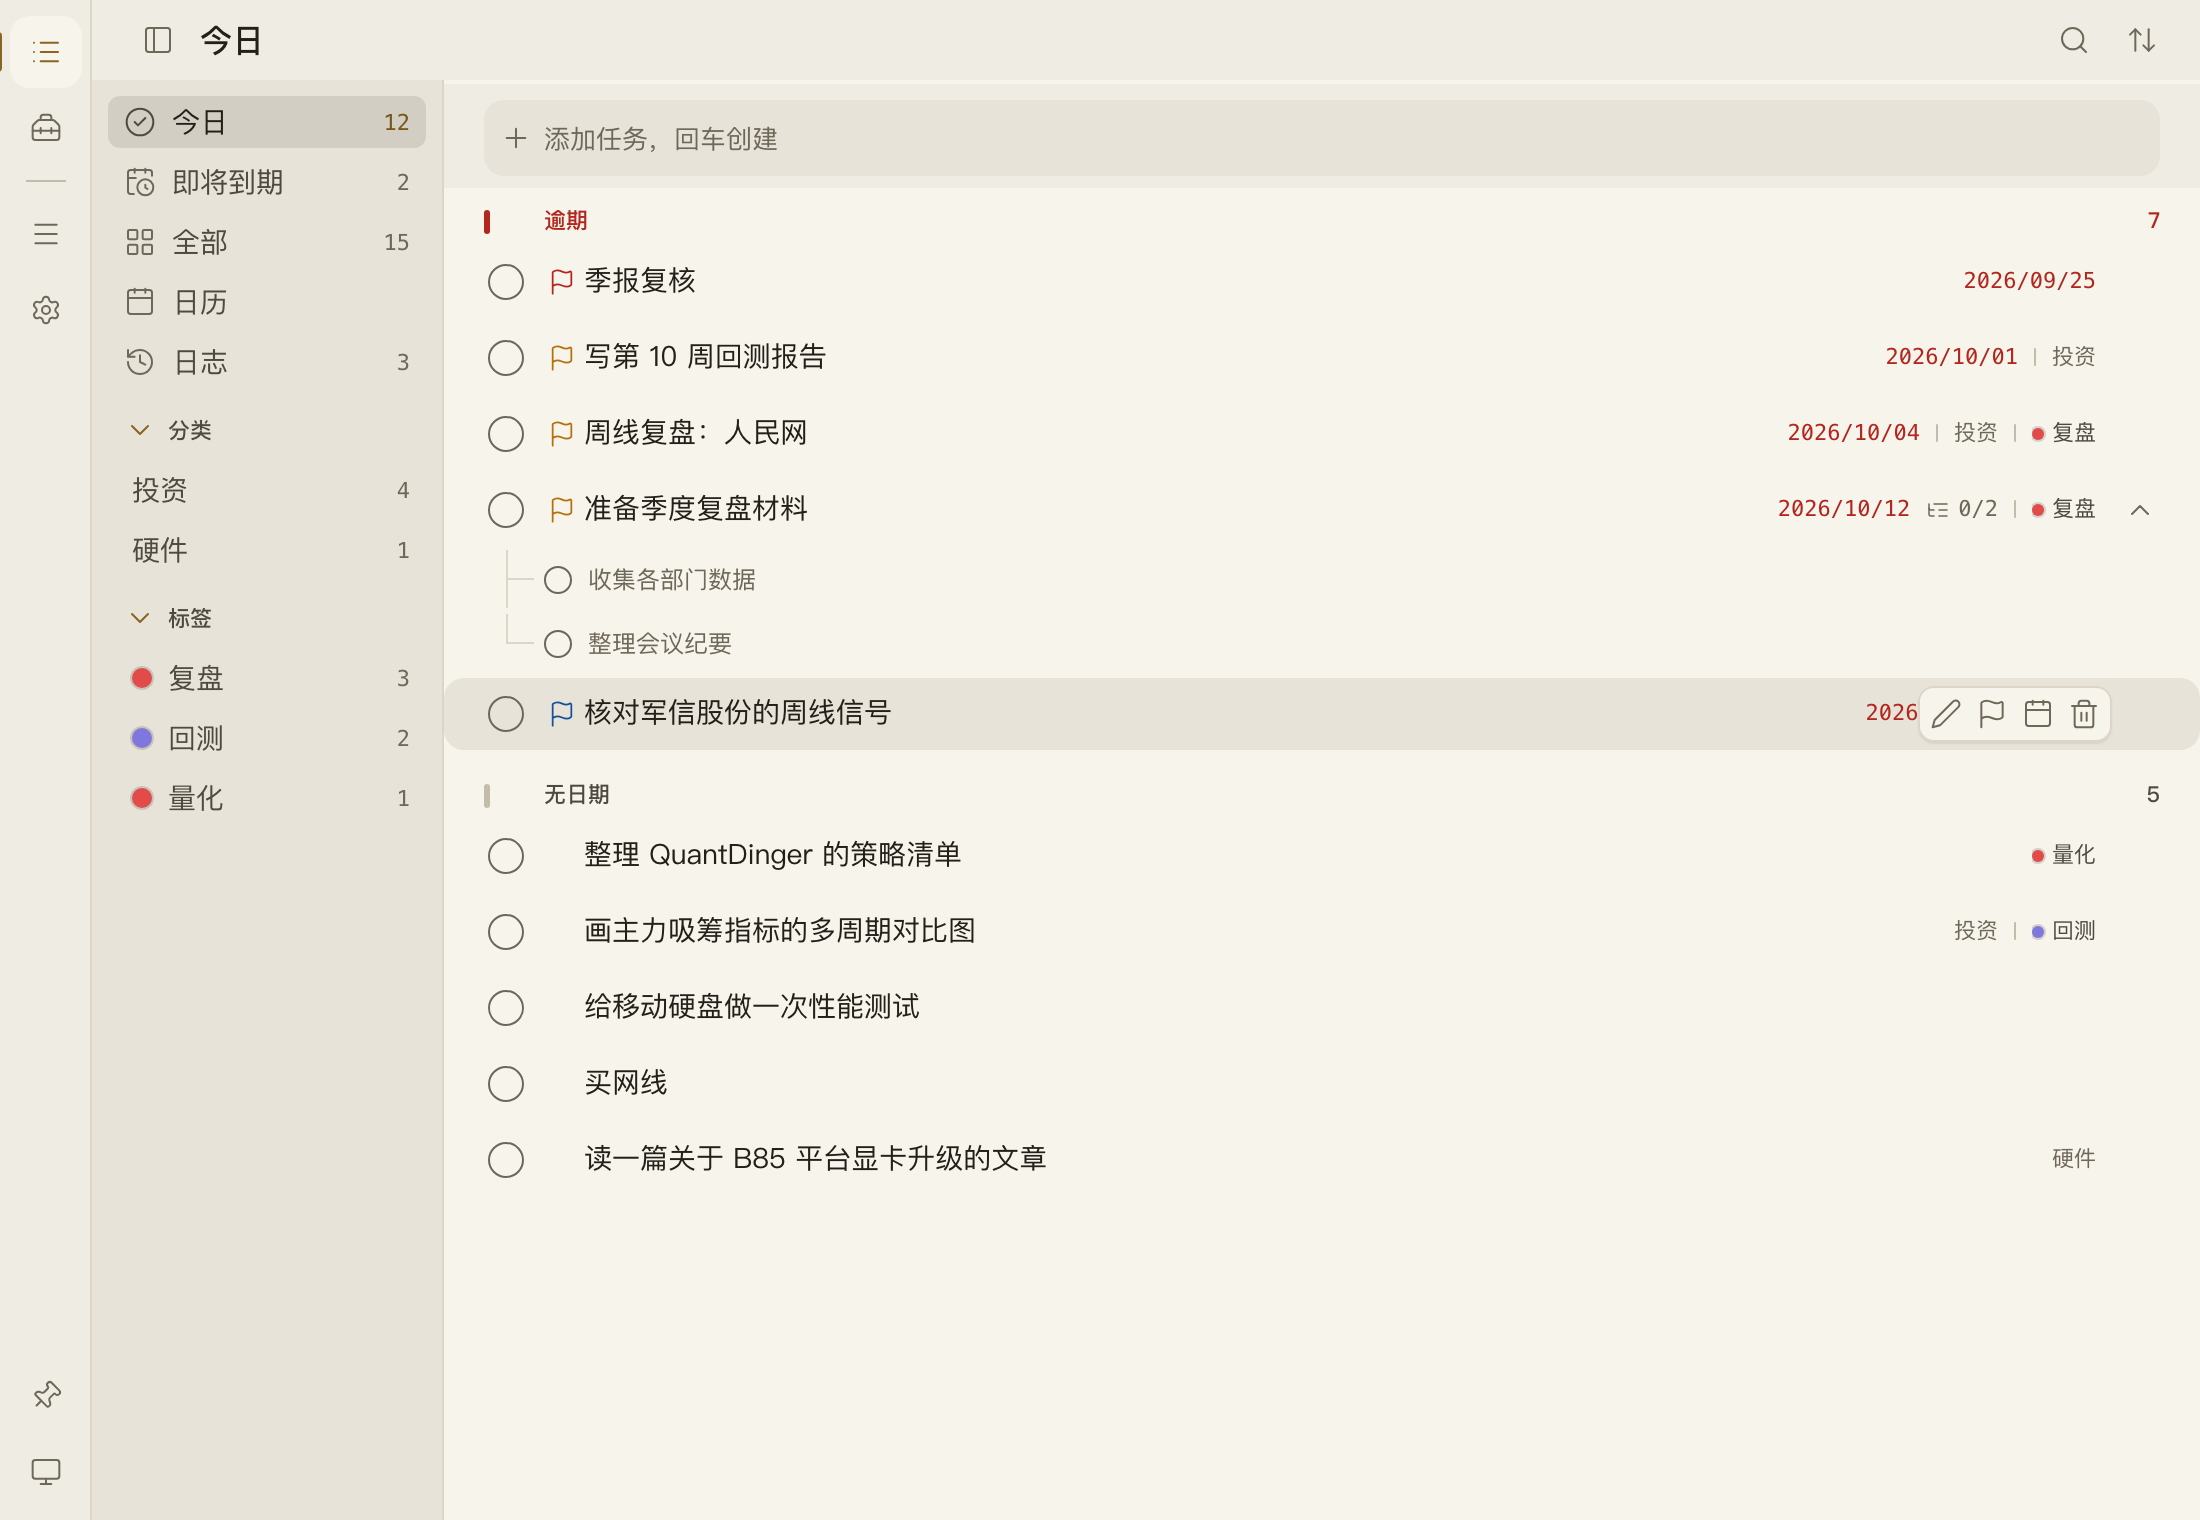 今日
今日 12
即将到期 2
全部 15
日历
日志 3
分类
投资 4
硬件 1
标签
复盘 3
回测 2
量化 1
添加任务，回车创建
逾期 7
季报复核 2026/09/25
写第 10 周回测报告 2026/10/01 | 投资
周线复盘：人民网 2026/10/04 | 投资 | 复盘
准备季度复盘材料 2026/10/12 0/2 | 复盘
收集各部门数据
整理会议纪要
核对军信股份的周线信号 2026
无日期 5
整理 QuantDinger 的策略清单 量化
画主力吸筹指标的多周期对比图 投资 | 回测
给移动硬盘做一次性能测试
买网线
读一篇关于 B85 平台显卡升级的文章 硬件